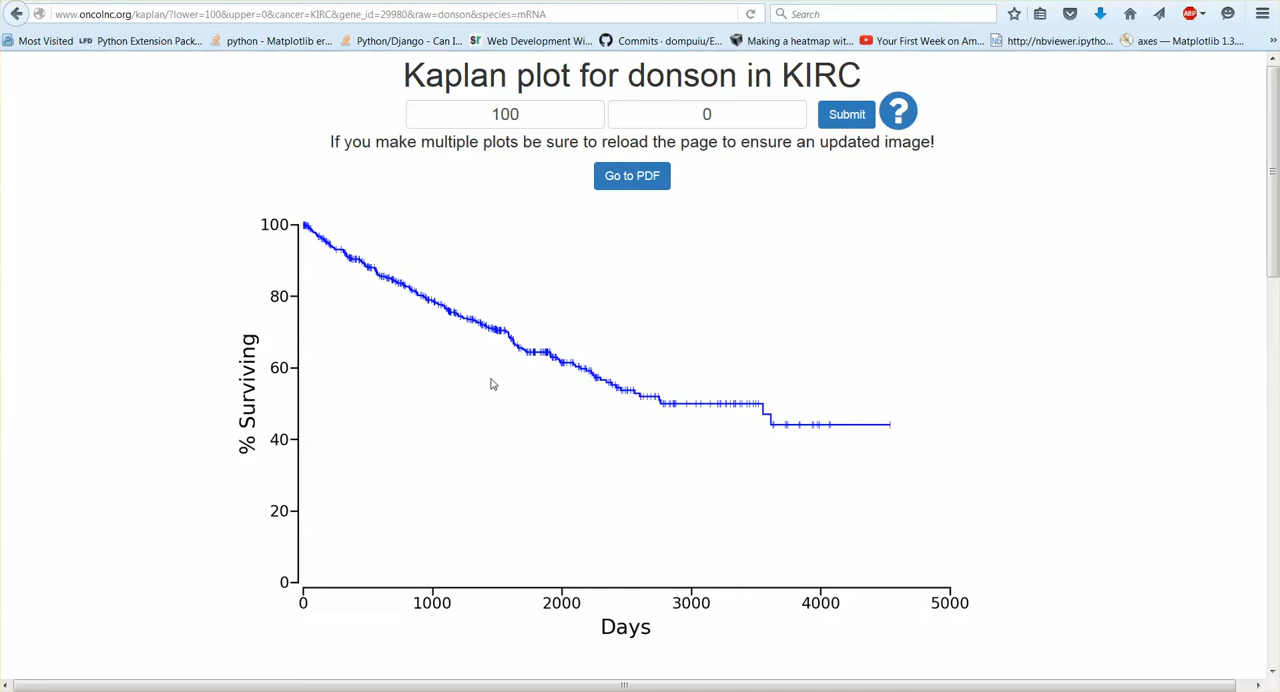 www.oncolnc.org/kaplan/?lower=100&upper=0&cancer=KIRC&gene_id=29980&raw=donson&species=mRNA Search ABP
Most Visited LFD Python Extension Pack... python - Matplotlib er... Python/Django - Can I... Web Development Wi... Commits · dompuiu/E... Making a heatmap wit... Your First Week on Am... http://nbviewer.ipytho... axes — Matplotlib 1.3.... »
Kaplan plot for donson in KIRC
100 0 Submit ?
If you make multiple plots be sure to reload the page to ensure an updated image!
Go to PDF
100
80
60
40
20
0
% Surviving
0 1000 2000 3000 4000 5000
Days